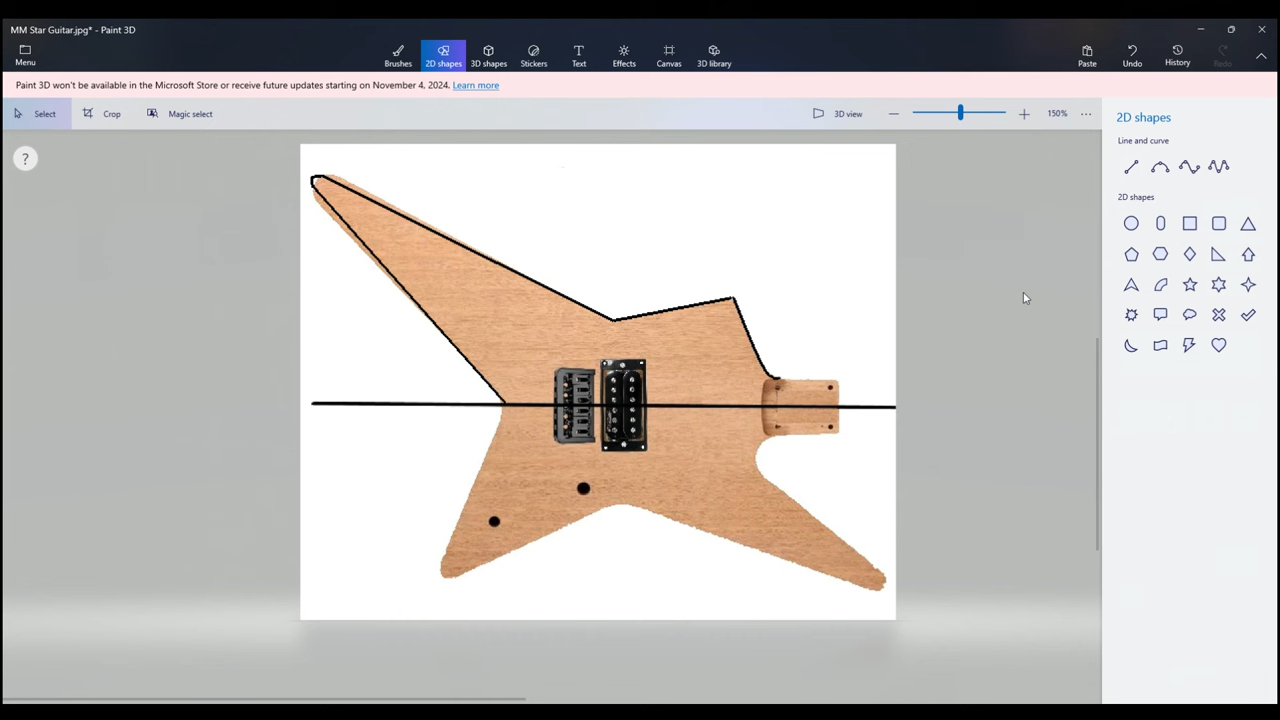 MM Star Guitar.jpg* - Paint 3D
Menu
Brushes
2D shapes
3D shapes
Stickers
Text
Effects
Canvas
3D library
Paste
Undo
History
Redo
Paint 3D won't be available in the Microsoft Store or receive future updates starting on November 4, 2024. Learn more
Select
Crop
Magic select
3D view
150%
2D shapes
Line and curve
2D shapes
?